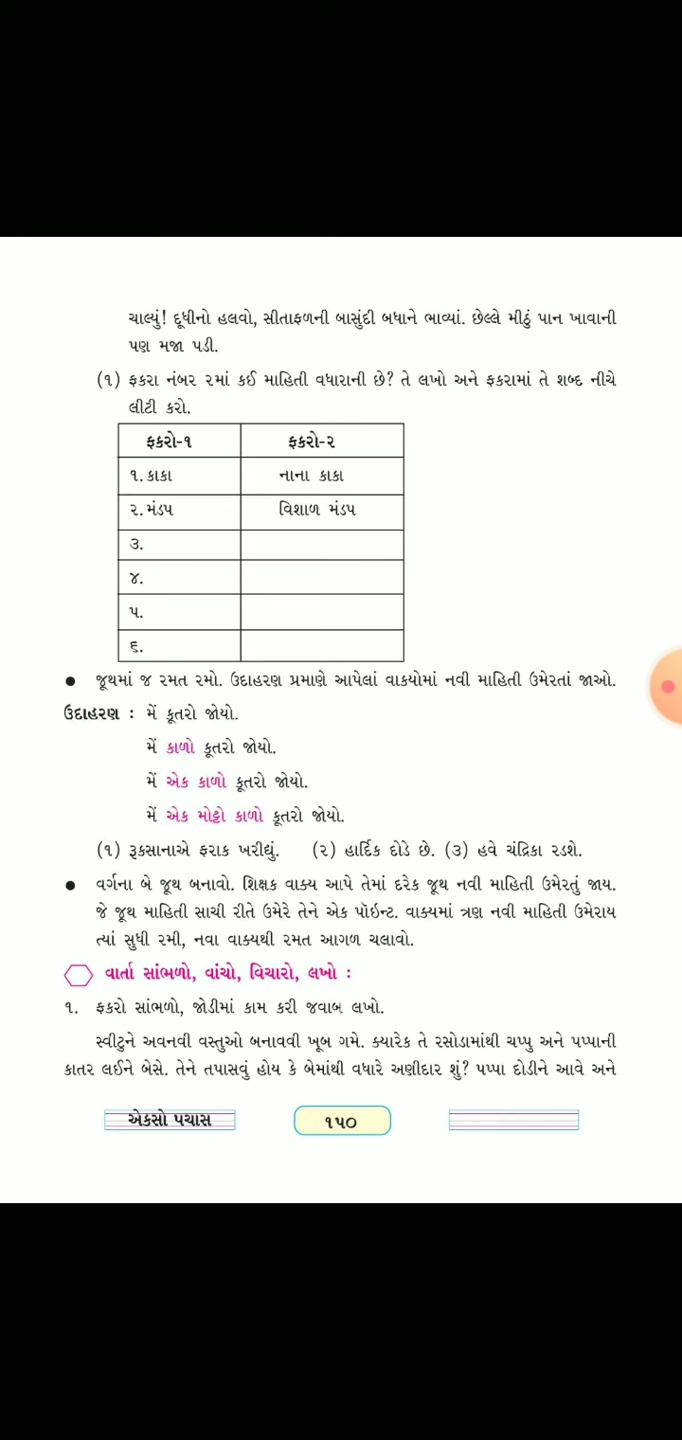 ચાલ્યું! દૂધીનો હલવો, સીતાફળની બાસુંદી બધાને ભાવ્યાં. છેલ્લે મીઠું પાન ખાવાની
પણ મજા પડી.
(૧) ફકરા નંબર ૨માં કઈ માહિતી વધારાની છે? તે લખો અને ફકરામાં તે શબ્દ નીચે
લીટી કરો.
ફકરો-૧ ફકરો-૨
૧. કાકા નાના કાકા
૨. મંડપ વિશાળ મંડપ
૩.
૪.
૫.
૬.
● જૂથમાં જ રમત રમો. ઉદાહરણ પ્રમાણે આપેલાં વાક્યોમાં નવી માહિતી ઉમેરતાં જાઓ.
ઉદાહરણ : મેં કૂતરો જોયો.
મેં કાળો કૂતરો જોયો.
મેં એક કાળો કૂતરો જોયો.
મેં એક મોટ્ટો કાળો કૂતરો જોયો.
(૧) રૂકસાનાએ ફરાક ખરીદ્યું. (૨) હાર્દિક દોડે છે. (૩) હવે ચંદ્રિકા રડશે.
● વર્ગના બે જૂથ બનાવો. શિક્ષક વાક્ય આપે તેમાં દરેક જૂથ નવી માહિતી ઉમેરતું જાય.
જે જૂથ માહિતી સાચી રીતે ઉમેરે તેને એક પૉઇન્ટ. વાક્યમાં ત્રણ નવી માહિતી ઉમેરાય
ત્યાં સુધી રમી, નવા વાક્યથી રમત આગળ ચલાવો.
વાર્તા સાંભળો, વાંચો, વિચારો, લખો :
૧. ફકરો સાંભળો, જોડીમાં કામ કરી જવાબ લખો.
સ્વીટુને અવનવી વસ્તુઓ બનાવવી ખૂબ ગમે. ક્યારેક તે રસોડામાંથી ચપ્પુ અને પપ્પાની
કાતર લઈને બેસે. તેને તપાસવું હોય કે બેમાંથી વધારે અણીદાર શું? પપ્પા દોડીને આવે અને
એકસો પચાસ ૧૫૦